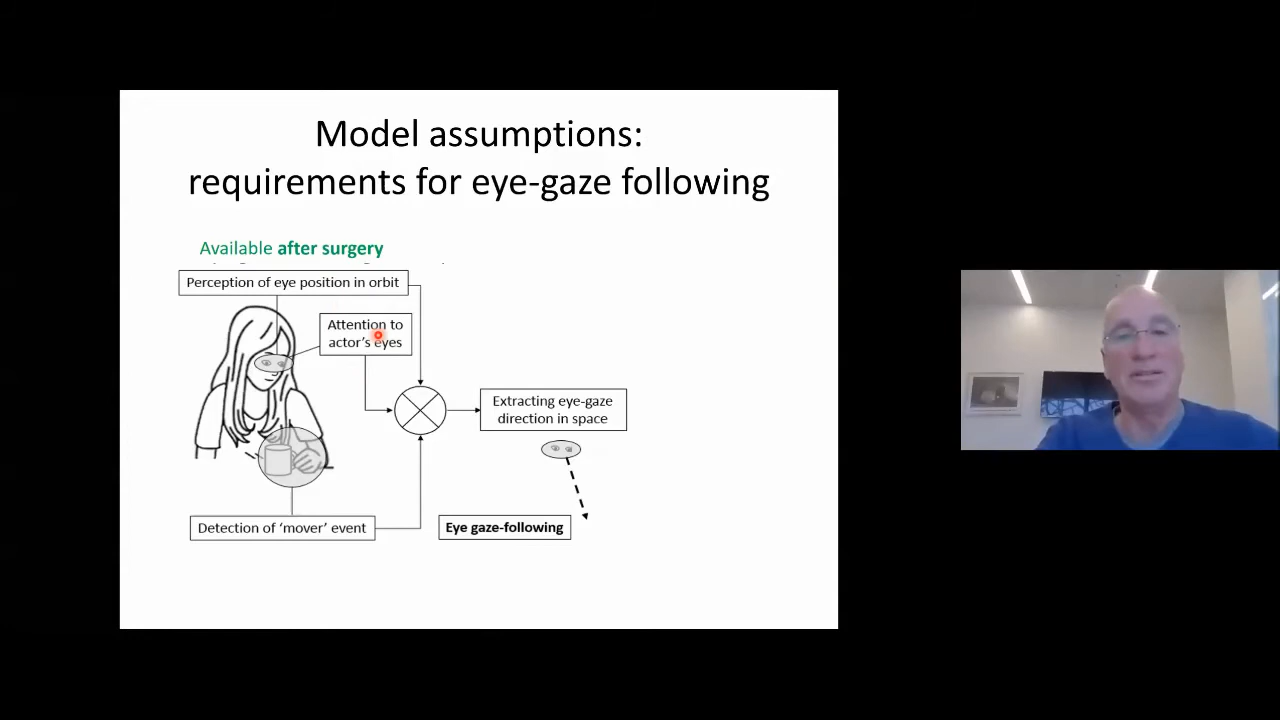 Model assumptions:
requirements for eye-gaze following
Available after surgery
Perception of eye position in orbit
Attention to
actor's eyes
Extracting eye-gaze
direction in space
Detection of 'mover' event
Eye gaze-following